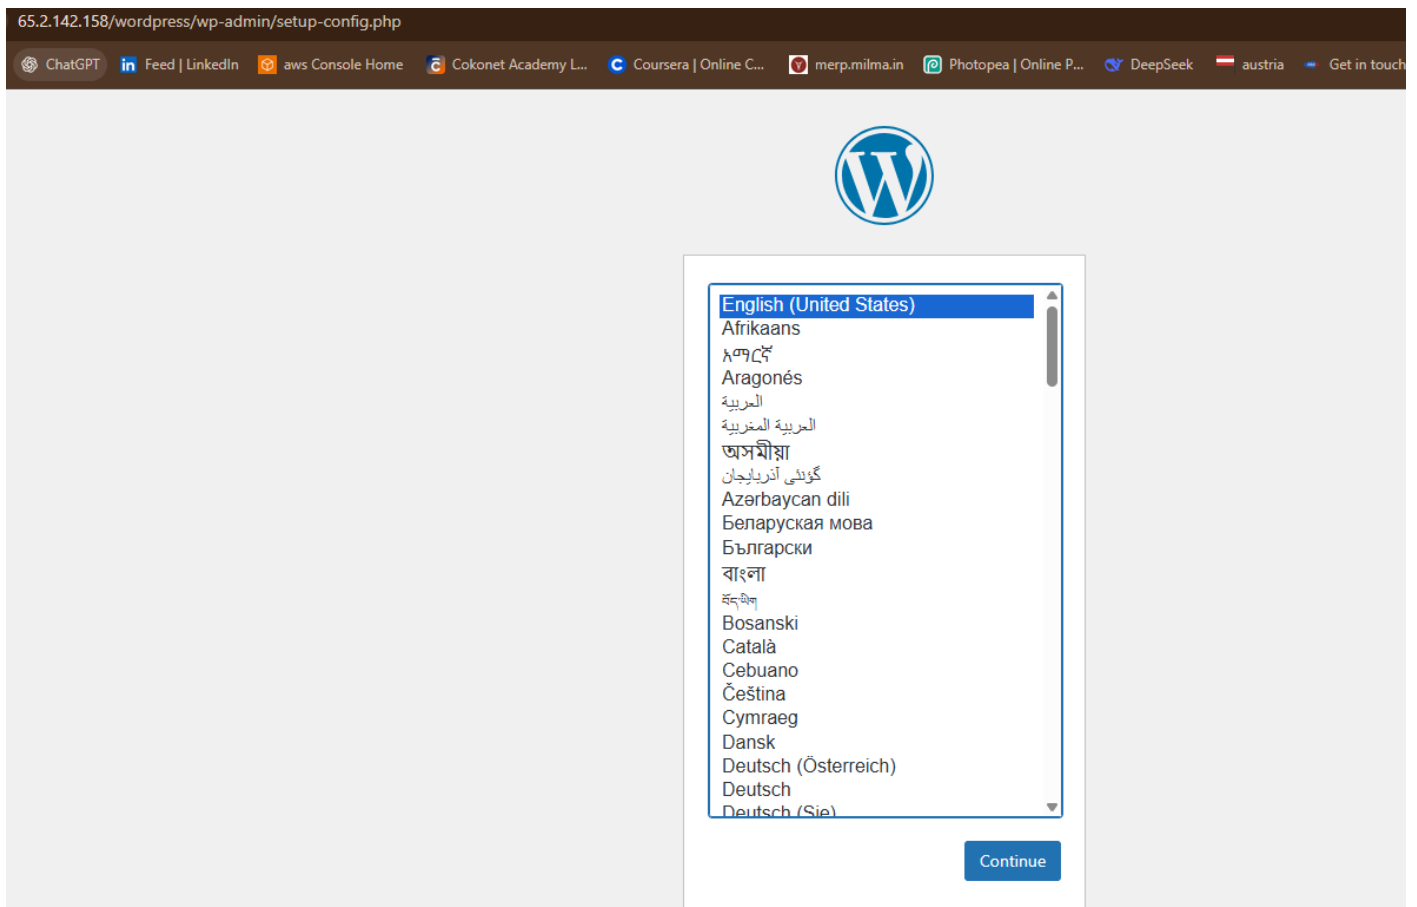 65.2.142.158/wordpress/wp-admin/setup-config.php
ChatGPT in Feed | LinkedIn aws Console Home Cokonet Academy L... Coursera | Online C... merp.milma.in Photopea | Online P... DeepSeek austria Get in touch
English (United States)
Afrikaans
አማርኛ
Aragonés
العربية
العربية المغربية
অসমীয়া
گؤنئی آذربایجان
Azərbaycan dili
Беларуская мова
Български
বাংলা
བོད་ཡིག
Bosanski
Català
Cebuano
Čeština
Cymraeg
Dansk
Deutsch (Österreich)
Deutsch
Deutsch (Sie)
Continue